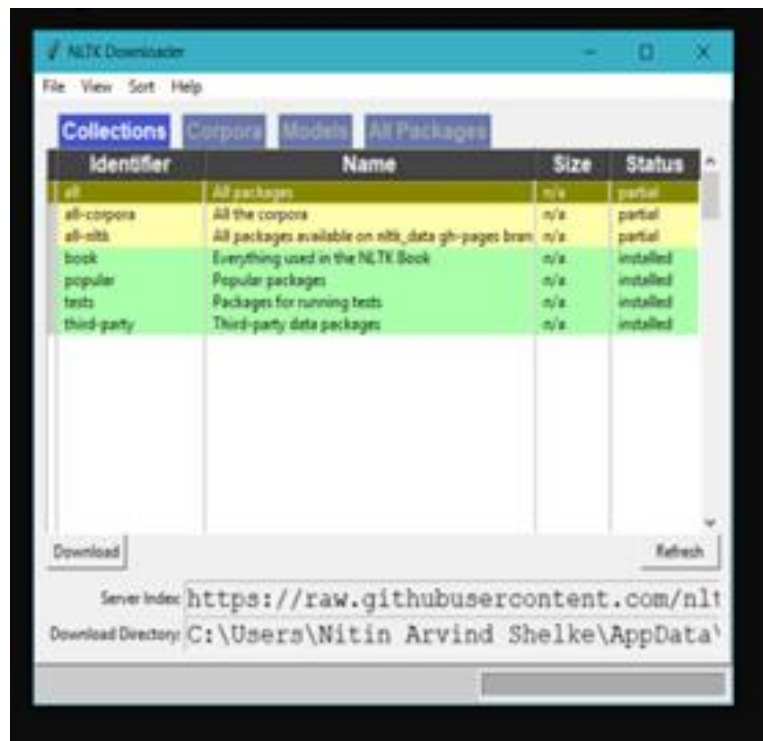 NLTK Downloader
File View Sort Help
Collections Corpora Models All Packages
Identifier Name Size Status
all All packages n/a partial
all-corpora All the corpora n/a partial
all-nltk All packages available on nltk_data gh-pages bran n/a partial
book Everything used in the NLTK Book n/a installed
popular Popular packages n/a installed
tests Packages for running tests n/a installed
third-party Third-party data packages n/a installed
Download Refresh
Server Index: https://raw.githubusercontent.com/nlt
Download Directory: C:\Users\Nitin Arvind Shelke\AppData\